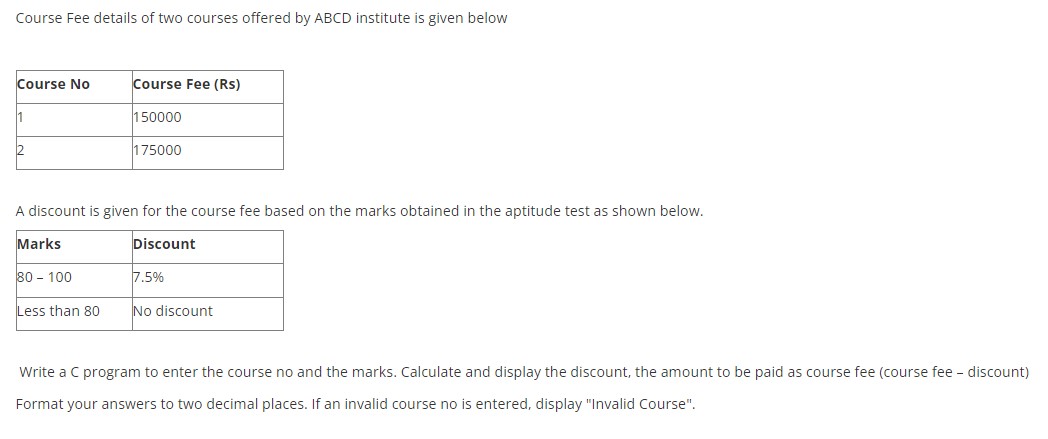 Course Fee details of two courses offered by ABCD institute is given below
Course No Course Fee (Rs)
1 150000
2 175000
A discount is given for the course fee based on the marks obtained in the aptitude test as shown below.
Marks Discount
80 – 100 7.5%
Less than 80 No discount
Write a C program to enter the course no and the marks. Calculate and display the discount, the amount to be paid as course fee (course fee – discount)
Format your answers to two decimal places. If an invalid course no is entered, display "Invalid Course".